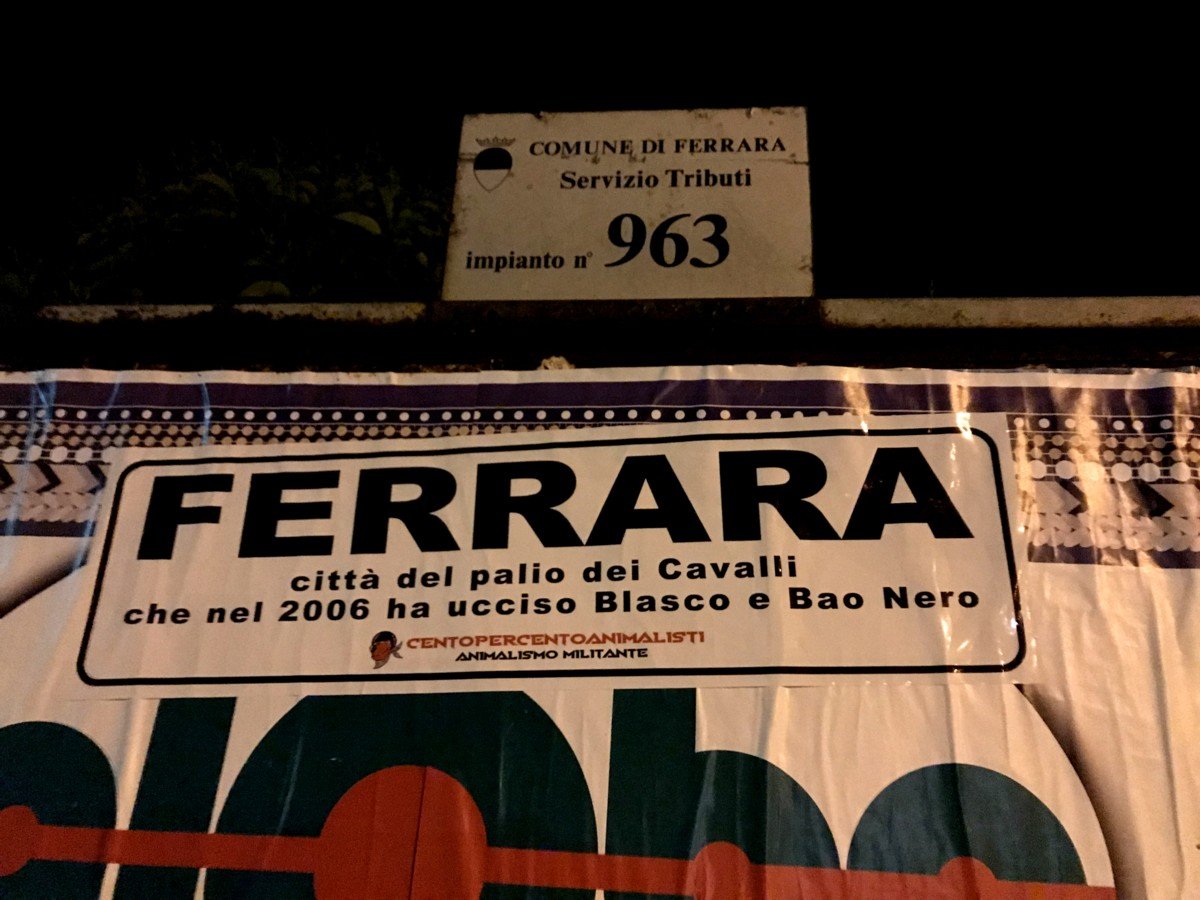 COMUNE DI FERRARA
Servizio Tributi
impianto n° 963
FERRARA
città del palio dei Cavalli
che nel 2006 ha ucciso Blasco e Bao Nero
CENTOPERCENTOANIMALISTI
ANIMALISMO MILITANTE